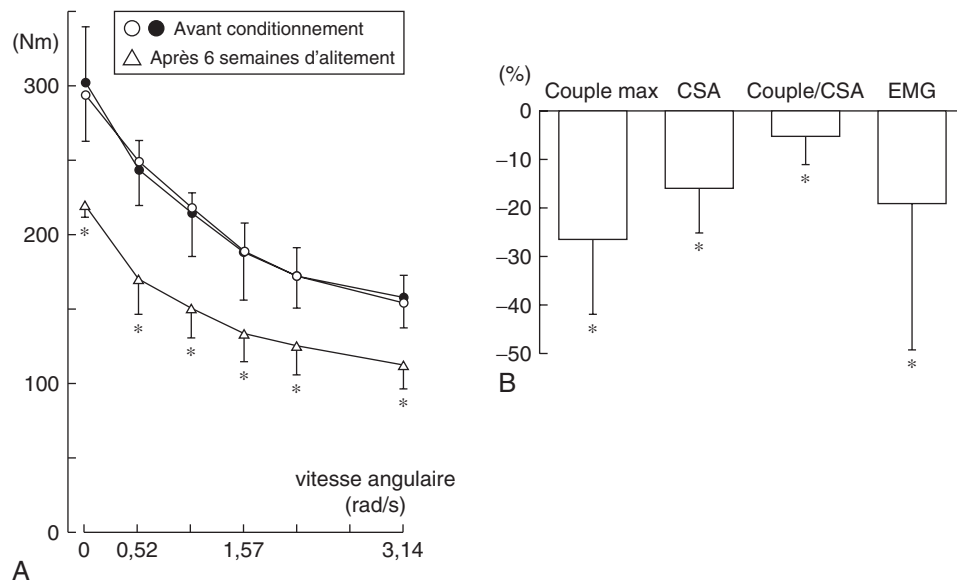 (Nm)
Avant conditionnement
Après 6 semaines d'alitement
300
200
100
0
* * * * * *
vitesse angulaire
(rad/s)
0 0,52 1,57 3,14
A
(%)
Couple max CSA Couple/CSA EMG
0
–10
–20
–30
–40
–50
* * * *
B